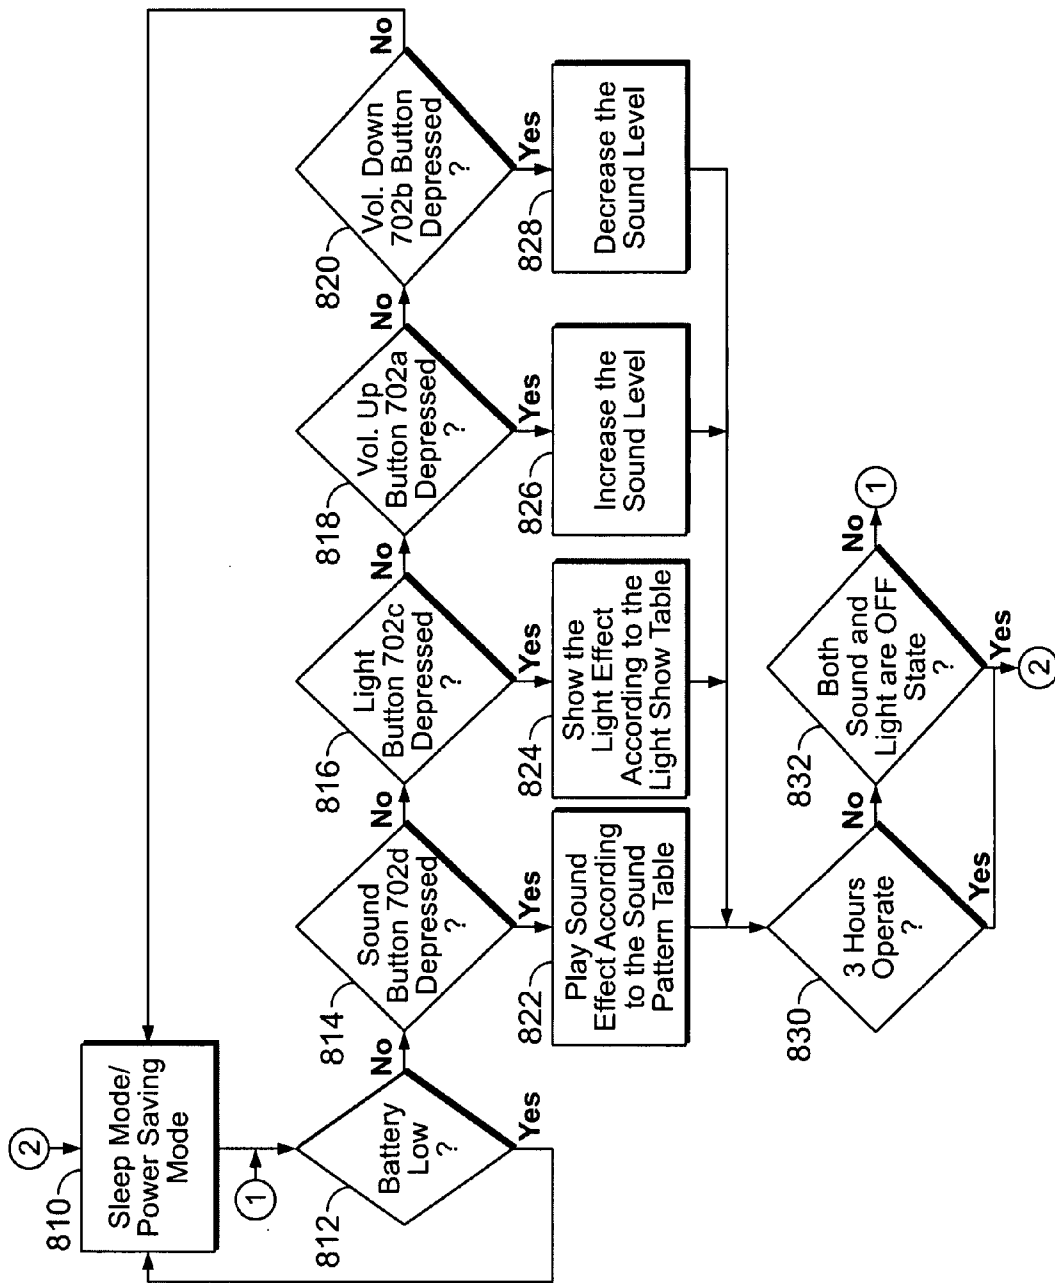 2
810
Sleep Mode/
Power Saving
Mode
1
812
Battery
Low
?
No
Yes
814
Sound
Button 702d
Depressed
?
No
Yes
816
Light
Button 702c
Depressed
?
No
Yes
818
Vol. Up
Button 702a
Depressed
?
No
Yes
820
Vol. Down
702b Button
Depressed
?
No
Yes
822
Play Sound
Effect According
to the Sound
Pattern Table
824
Show the
Light Effect
According to the
Light Show Table
826
Increase the
Sound Level
828
Decrease the
Sound Level
830
3 Hours
Operate
?
No
Yes
832
Both
Sound and
Light are OFF
State
?
No
1
Yes
2